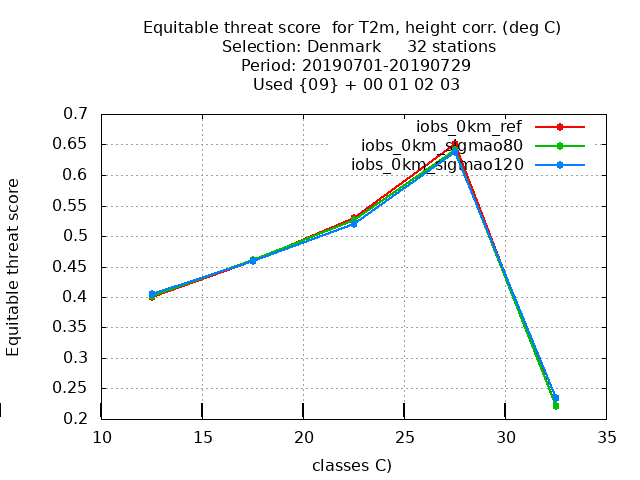 Equitable threat score for T2m, height corr. (deg C)
Selection: Denmark 32 stations
Period: 20190701-20190729
Used {09} + 00 01 02 03
iobs_0km_ref
iobs_0km_sigmao80
iobs_0km_sigmao120
Equitable threat score
0.7
0.65
0.6
0.55
0.5
0.45
0.4
0.35
0.3
0.25
0.2
10 15 20 25 30 35
classes C)